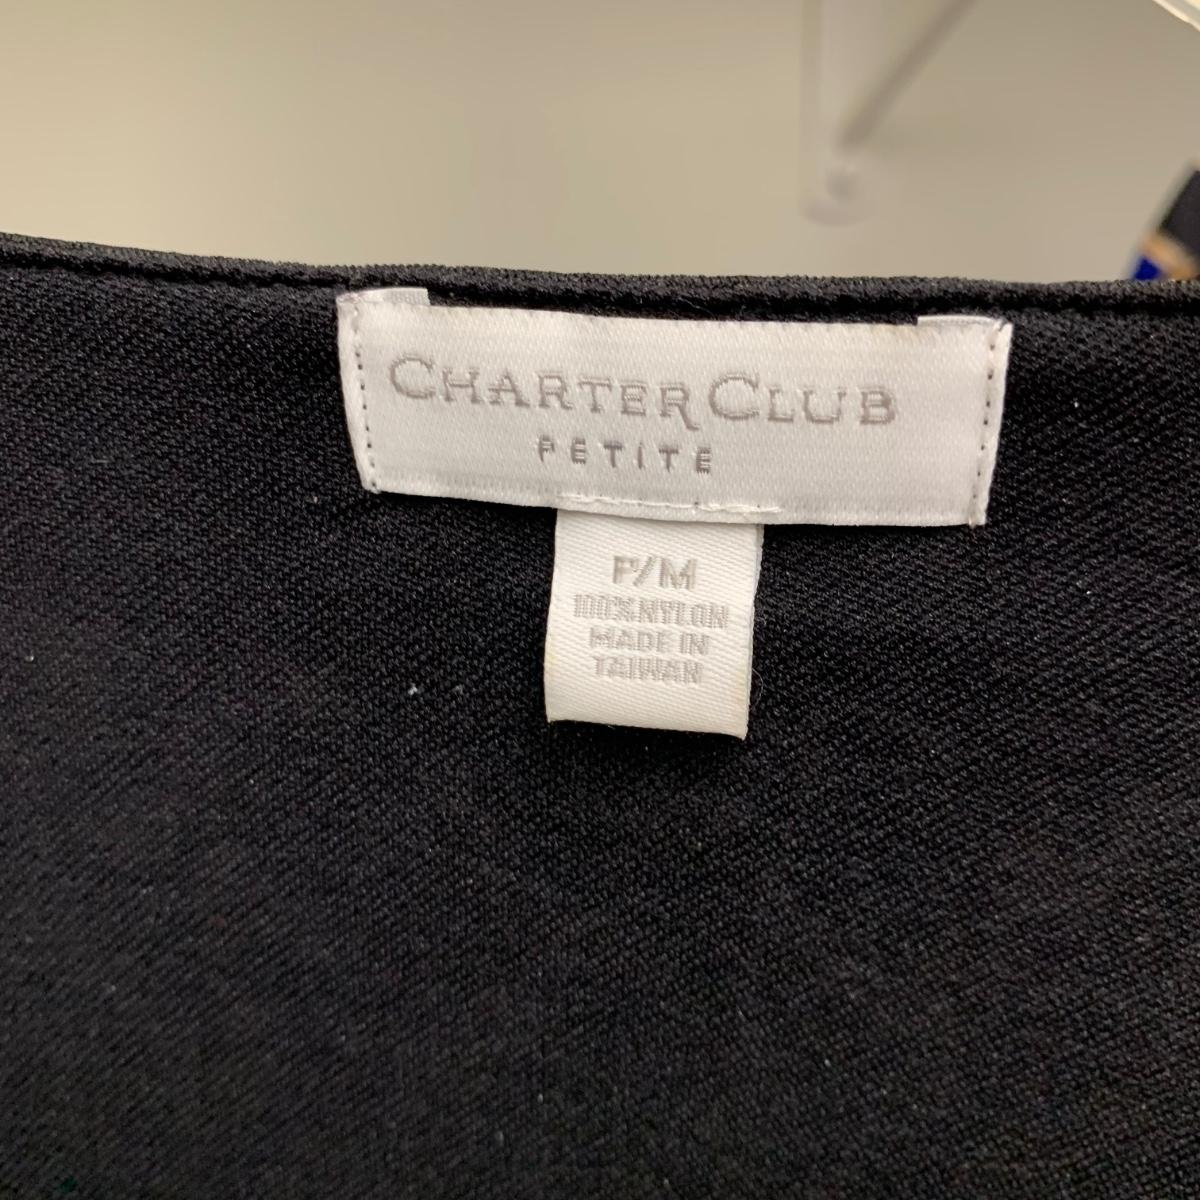 CHARTER CLUB
PETITE
P/M
100% NYLON
MADE IN
TAIWAN